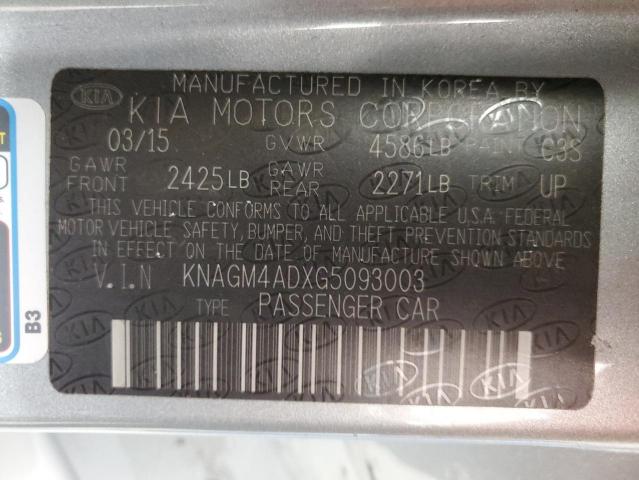 MANUFACTURED IN KOREA BY
KIA KIA MOTORS CORPORATION
03/15 GVWR 4586LB PAINT C3S
GAWR FRONT 2425LB GAWR REAR 2271LB TRIM UP
THIS VEHICLE CONFORMS TO ALL APPLICABLE U.S.A. FEDERAL
MOTOR VEHICLE SAFETY, BUMPER, AND THEFT PREVENTION STANDARDS
IN EFFECT ON THE DATE OF MANUFACTURE SHOWN ABOVE
V.I.N KNAGM4ADXG5093003
TYPE PASSENGER CAR
B3